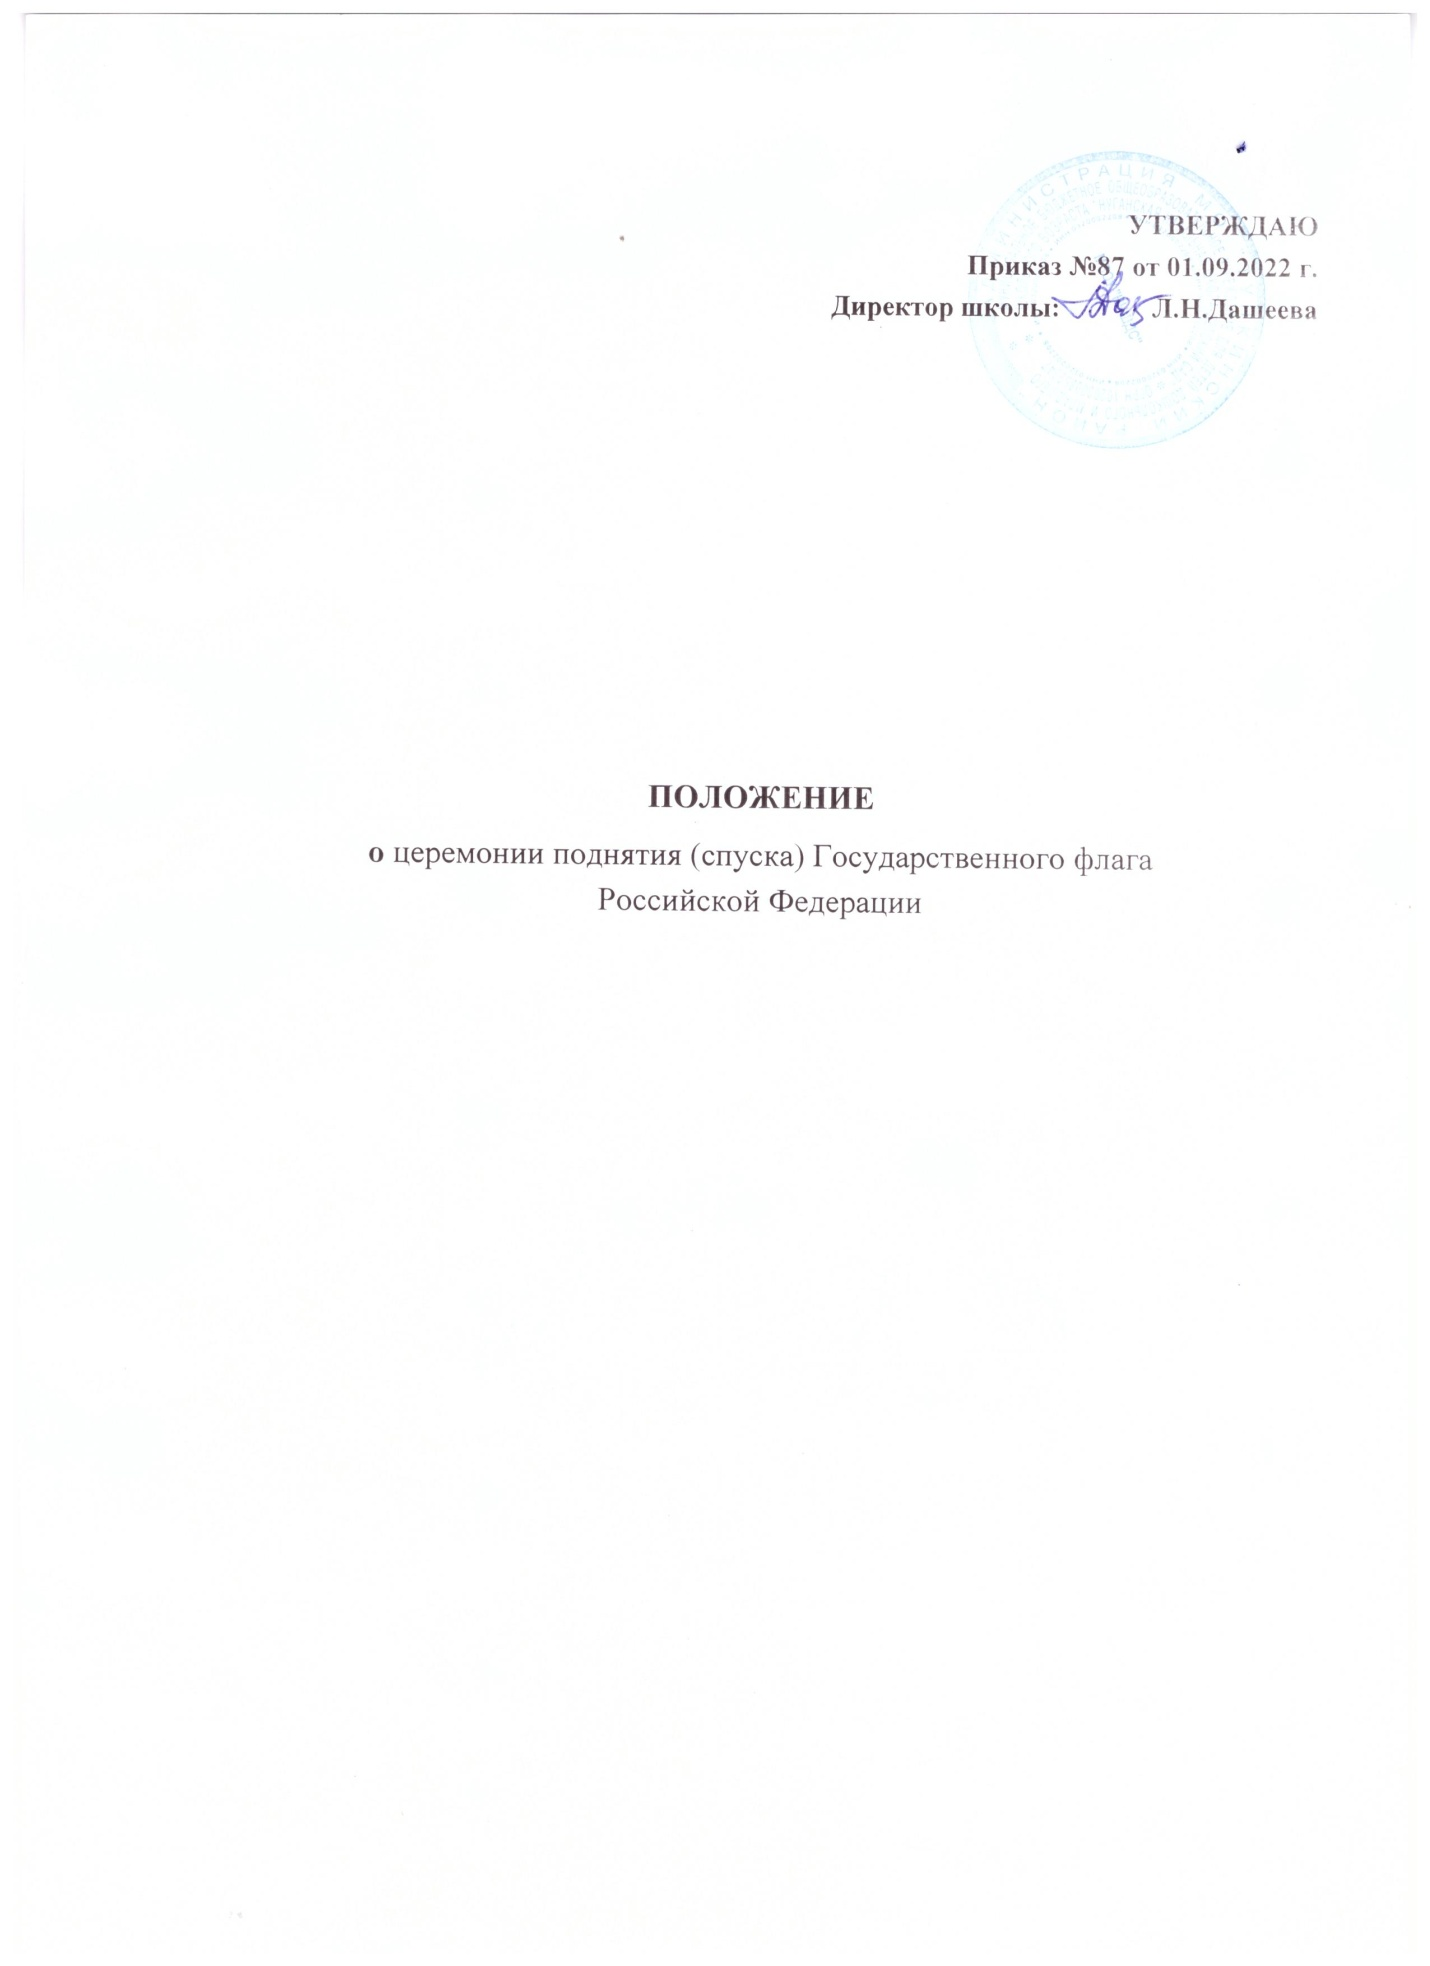 УТВЕРЖДАЮ
Приказ №87 от 01.09.2022 г.
Директор школы: Л.Н.Дашеева
ПОЛОЖЕНИЕ
о церемонии поднятия (спуска) Государственного флага
Российской Федерации